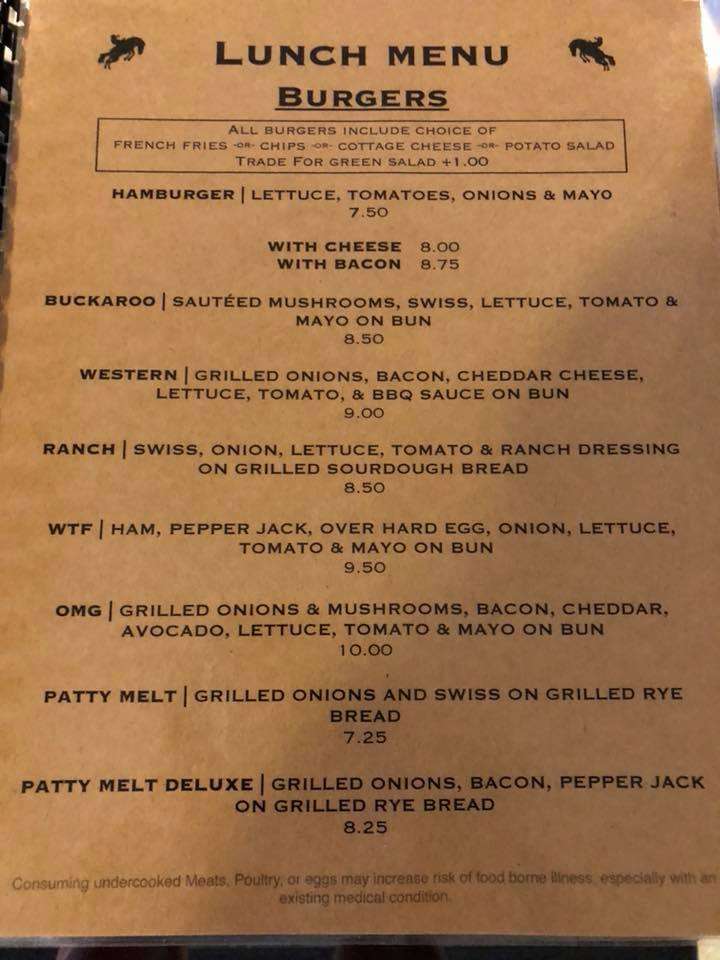 LUNCH MENU
BURGERS
ALL BURGERS INCLUDE CHOICE OF
FRENCH FRIES -OR- CHIPS -OR- COTTAGE CHEESE -OR- POTATO SALAD
TRADE FOR GREEN SALAD +1.00
HAMBURGER | LETTUCE, TOMATOES, ONIONS & MAYO
7.50
WITH CHEESE 8.00
WITH BACON 8.75
BUCKAROO | SAUTÉED MUSHROOMS, SWISS, LETTUCE, TOMATO &
MAYO ON BUN
8.50
WESTERN | GRILLED ONIONS, BACON, CHEDDAR CHEESE,
LETTUCE, TOMATO, & BBQ SAUCE ON BUN
9.00
RANCH | SWISS, ONION, LETTUCE, TOMATO & RANCH DRESSING
ON GRILLED SOURDOUGH BREAD
8.50
WTF | HAM, PEPPER JACK, OVER HARD EGG, ONION, LETTUCE,
TOMATO & MAYO ON BUN
9.50
OMG | GRILLED ONIONS & MUSHROOMS, BACON, CHEDDAR,
AVOCADO, LETTUCE, TOMATO & MAYO ON BUN
10.00
PATTY MELT | GRILLED ONIONS AND SWISS ON GRILLED RYE
BREAD
7.25
PATTY MELT DELUXE | GRILLED ONIONS, BACON, PEPPER JACK
ON GRILLED RYE BREAD
8.25
Consuming undercooked Meats, Poultry, or eggs may increase risk of food borne illness, especially with an
existing medical condition.